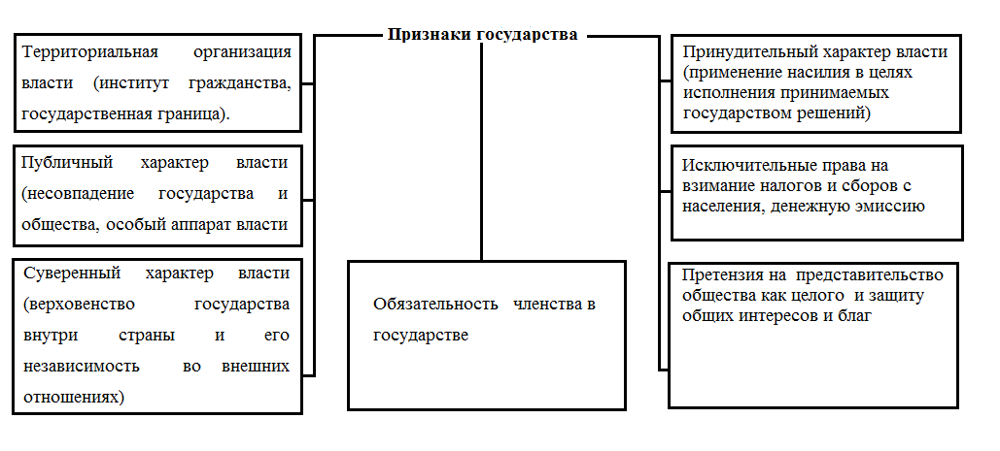 Признаки государства
Территориальная организация
власти (институт гражданства,
государственная граница).
Публичный характер власти
(несовпадение государства и
общества, особый аппарат власти
Суверенный характер власти
(верховенство государства
внутри страны и его
независимость во внешних
отношениях)
Обязательность членства в
государстве
Принудительный характер власти
(применение насилия в целях
исполнения принимаемых
государством решений)
Исключительные права на
взимание налогов и сборов с
населения, денежную эмиссию
Претензия на представительство
общества как целого и защиту
общих интересов и благ